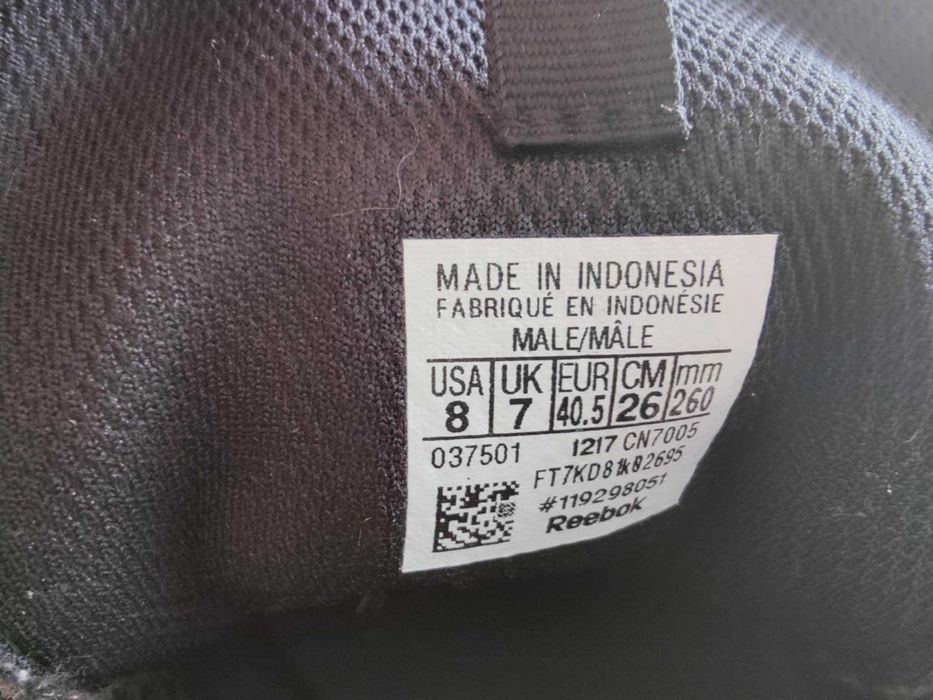 MADE IN INDONESIA
FABRIQUÉ EN INDONÉSIE
MALE/MÂLE
USA UK EUR CM mm
8 7 40.5 26 260
037501 1217 CN7005
#119298051
Reebok